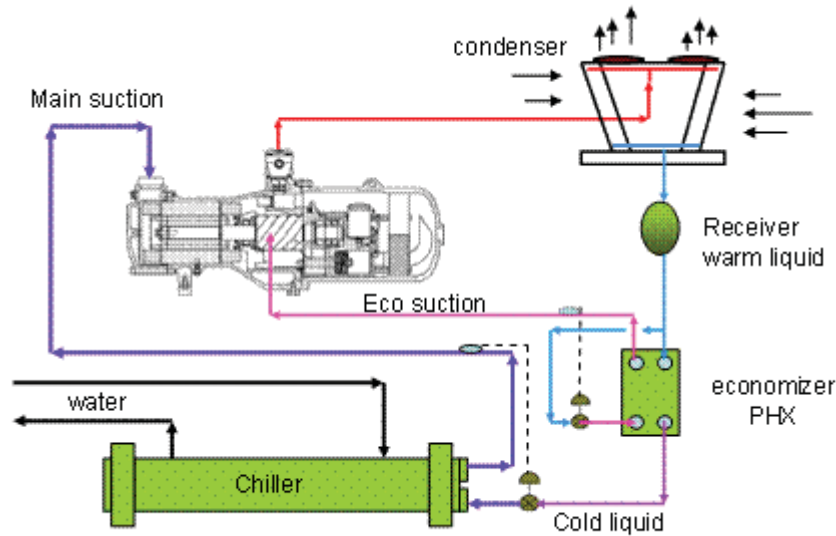 condenser
Main suction
Receiver
warm liquid
Eco suction
economizer
PHX
water
Chiller
Cold liquid